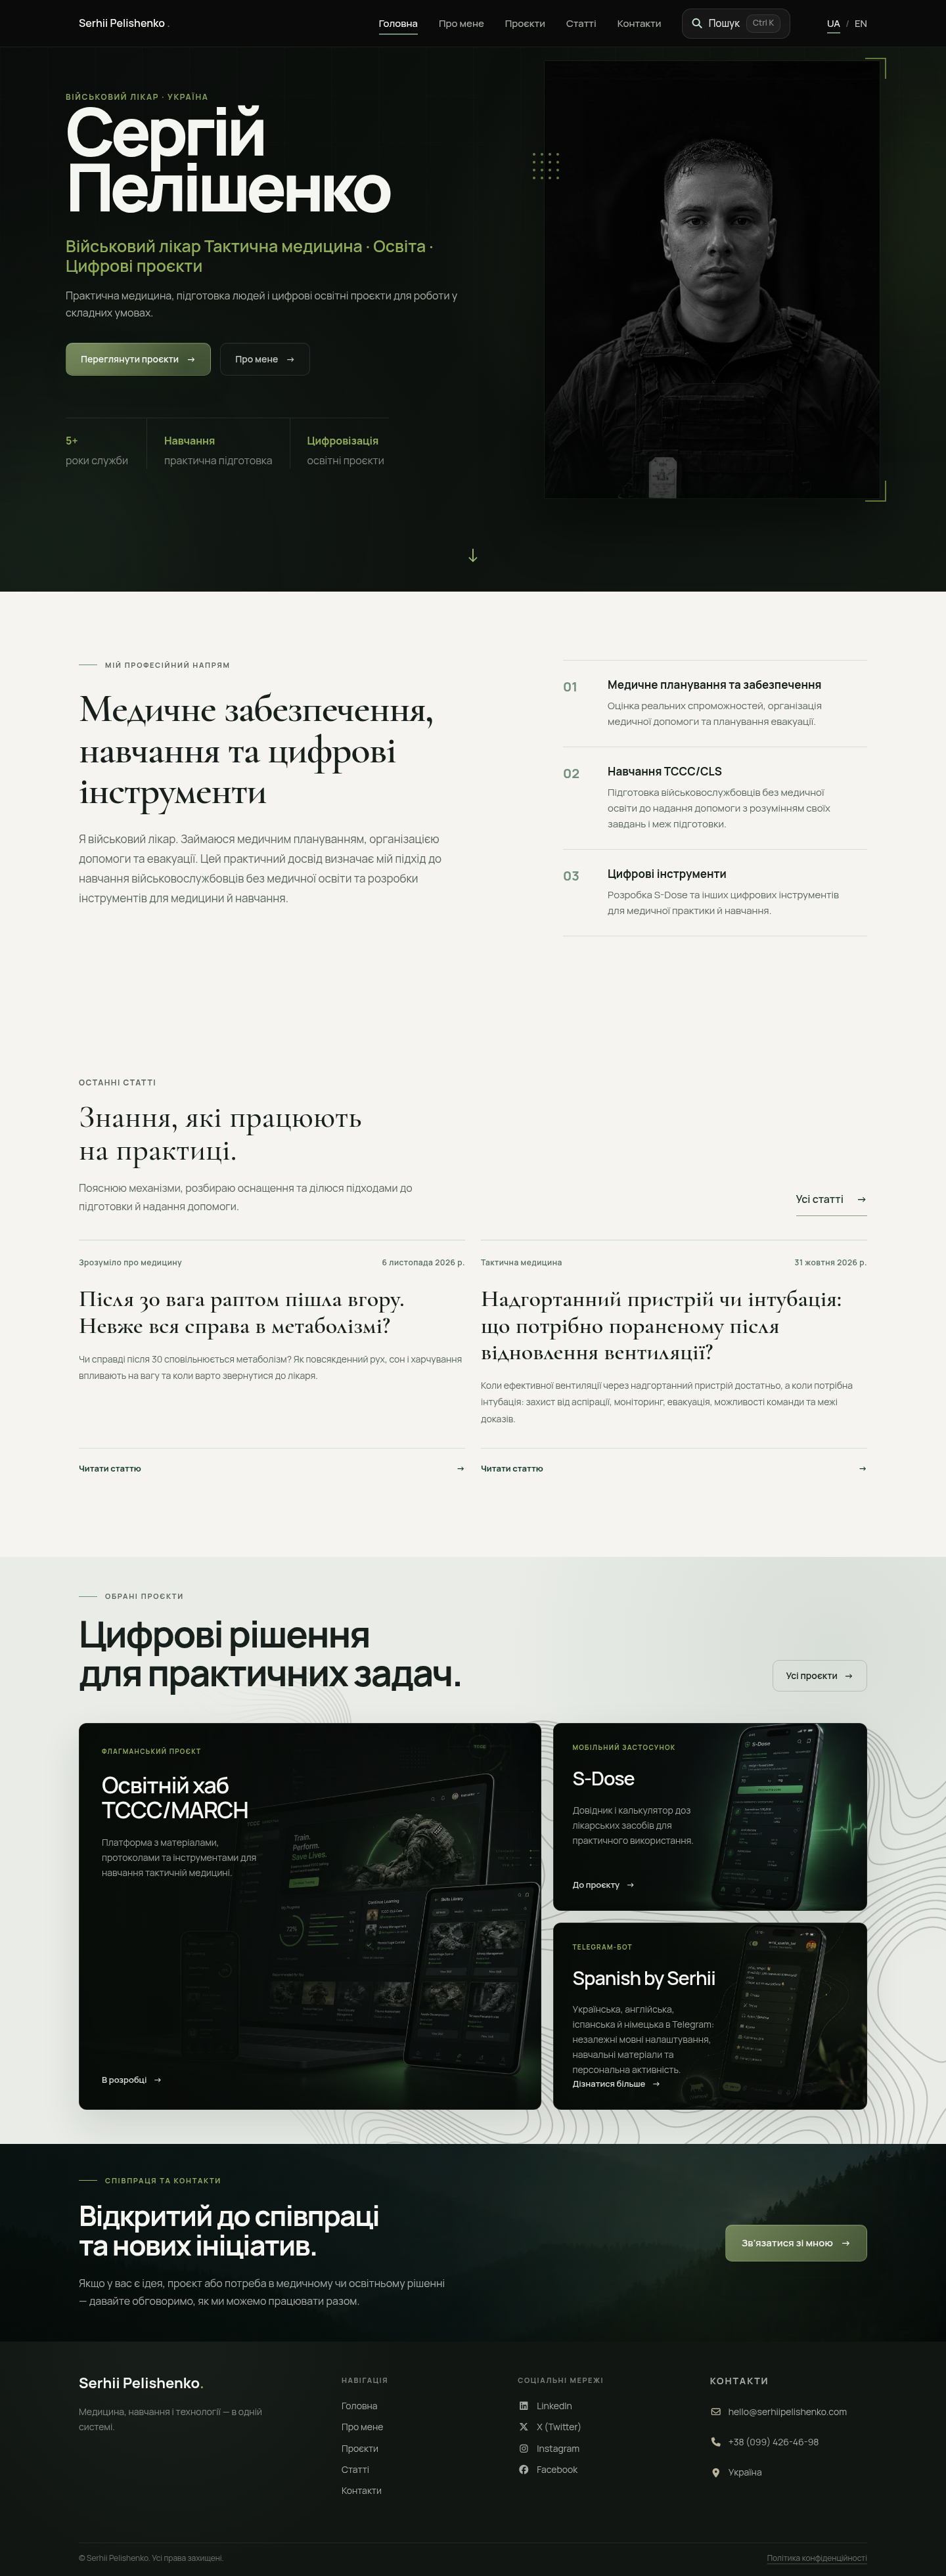 Serhii Pelishenko .
Головна
Про мене
Проєкти
Статті
Контакти
Пошук
Ctrl K
UA / EN
ВІЙСЬКОВИЙ ЛІКАР · УКРАЇНА
Сергій
Пелішенко
Військовий лікар Тактична медицина · Освіта ·
Цифрові проєкти
Практична медицина, підготовка людей і цифрові освітні проєкти для роботи у
складних умовах.
Переглянути проєкти →
Про мене →
5+
роки служби
Навчання
практична підготовка
Цифровізація
освітні проєкти
МІЙ ПРОФЕСІЙНИЙ НАПРЯМ
Медичне забезпечення,
навчання та цифрові
інструменти
Я військовий лікар. Займаюся медичним плануванням, організацією
допомоги та евакуації. Цей практичний досвід визначає мій підхід до
навчання військовослужбовців без медичної освіти та розробки
інструментів для медицини й навчання.
01
Медичне планування та забезпечення
Оцінка реальних спроможностей, організація
медичної допомоги та планування евакуації.
02
Навчання TCCC/CLS
Підготовка військовослужбовців без медичної
освіти до надання допомоги з розумінням своїх
завдань і меж підготовки.
03
Цифрові інструменти
Розробка S-Dose та інших цифрових інструментів
для медичної практики й навчання.
ОСТАННІ СТАТТІ
Знання, які працюють
на практиці.
Пояснюю механізми, розбираю оснащення та ділюся підходами до
підготовки й надання допомоги.
Усі статті →
Зрозуміло про медицину
6 листопада 2026 р.
Після 30 вага раптом пішла вгору.
Невже вся справа в метаболізмі?
Чи справді після 30 сповільнюється метаболізм? Як повсякденний рух, сон і харчування
впливають на вагу та коли варто звернутися до лікаря.
Читати статтю →
Тактична медицина
31 жовтня 2026 р.
Надгортанний пристрій чи інтубація:
що потрібно пораненому після
відновлення вентиляції?
Коли ефективної вентиляції через надгортанний пристрій достатньо, а коли потрібна
інтубація: захист від аспірації, моніторинг, евакуація, можливості команди та межі
доказів.
Читати статтю →
ОБРАНІ ПРОЄКТИ
Цифрові рішення
для практичних задач.
Усі проєкти →
ФЛАГМАНСЬКИЙ ПРОЄКТ
Освітній хаб
TCCC/MARCH
Платформа з матеріалами,
протоколами та інструментами для
навчання тактичній медицині.
Train.
Perform.
Save Lives.
Continue Learning
72%
Skills Library
В розробці →
МОБІЛЬНИЙ ЗАСТОСУНОК
S-Dose
Довідник і калькулятор доз
лікарських засобів для
практичного використання.
До проєкту →
S-Dose
TELEGRAM-БОТ
Spanish by Serhii
Українська, англійська,
іспанська й німецька в Telegram:
незалежні мовні налаштування,
навчальні матеріали та
персональна активність.
Дізнатися більше →
СПІВПРАЦЯ ТА КОНТАКТИ
Відкритий до співпраці
та нових ініціатив.
Якщо у вас є ідея, проєкт або потреба в медичному чи освітньому рішенні
— давайте обговоримо, як ми можемо працювати разом.
Зв'язатися зі мною →
Serhii Pelishenko.
Медицина, навчання і технології — в одній
системі.
НАВІГАЦІЯ
Головна
Про мене
Проєкти
Статті
Контакти
СОЦІАЛЬНІ МЕРЕЖІ
LinkedIn
X (Twitter)
Instagram
Facebook
КОНТАКТИ
hello@serhiipelishenko.com
+38 (099) 426-46-98
Україна
© Serhii Pelishenko. Усі права захищені.
Політика конфіденційності